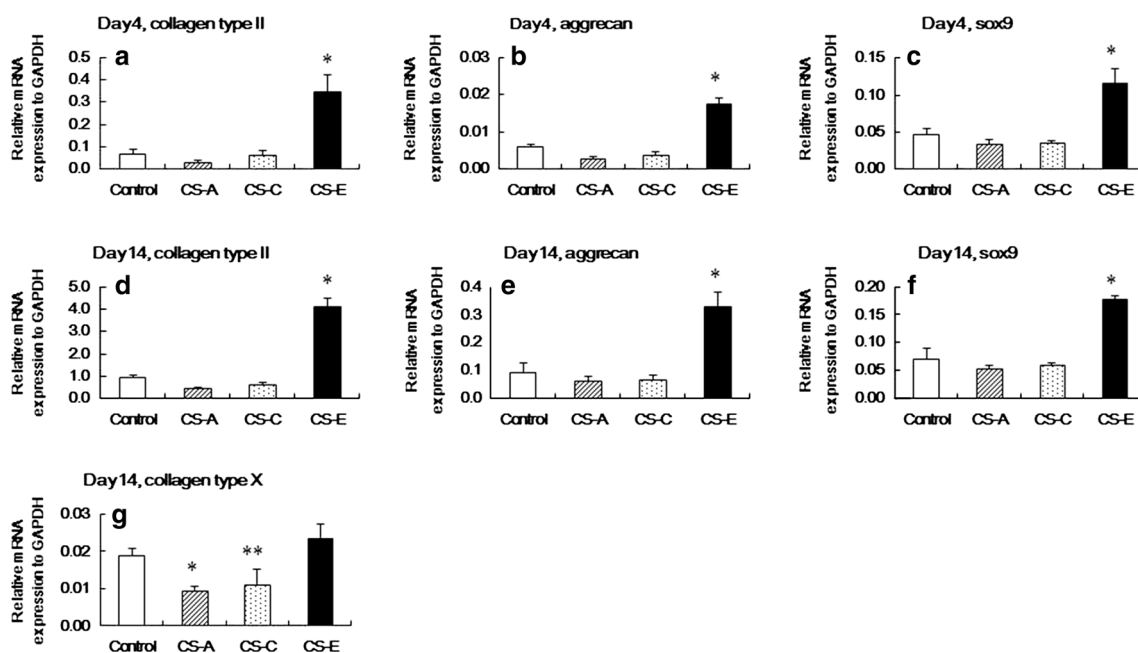 Day4, collagen type II
a
Relative mRNA
expression to GAPDH
0.5
0.4
0.3
0.2
0.1
0.0
*
Control CS-A CS-C CS-E
Day4, aggrecan
b
Relative mRNA
expression to GAPDH
0.03
0.02
0.01
0.00
*
Control CS-A CS-C CS-E
Day4, sox9
c
Relative mRNA
expression to GAPDH
0.15
0.10
0.05
0.00
*
Control CS-A CS-C CS-E
Day14, collagen type II
d
Relative mRNA
expression to GAPDH
5.0
4.0
3.0
2.0
1.0
0.0
*
Control CS-A CS-C CS-E
Day14, aggrecan
e
Relative mRNA
expression to GAPDH
0.4
0.3
0.2
0.1
0.0
*
Control CS-A CS-C CS-E
Day14, sox9
f
Relative mRNA
expression to GAPDH
0.20
0.15
0.10
0.05
0.00
*
Control CS-A CS-C CS-E
Day14, collagen type X
g
Relative mRNA
expression to GAPDH
0.03
0.02
0.01
0.00
*
**
Control CS-A CS-C CS-E